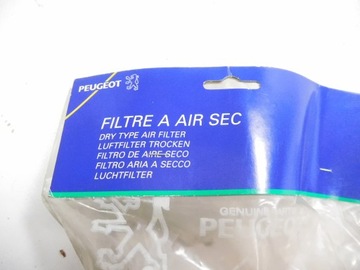 PEUGEOT
FILTRE A AIR SEC
DRY TYPE AIR FILTER
LUFTFILTER TROCKEN
FILTRO DE AIRE SECO
FILTRO ARIA A SECCO
LUCHTFILTER
GENUINE
PEUGEOT